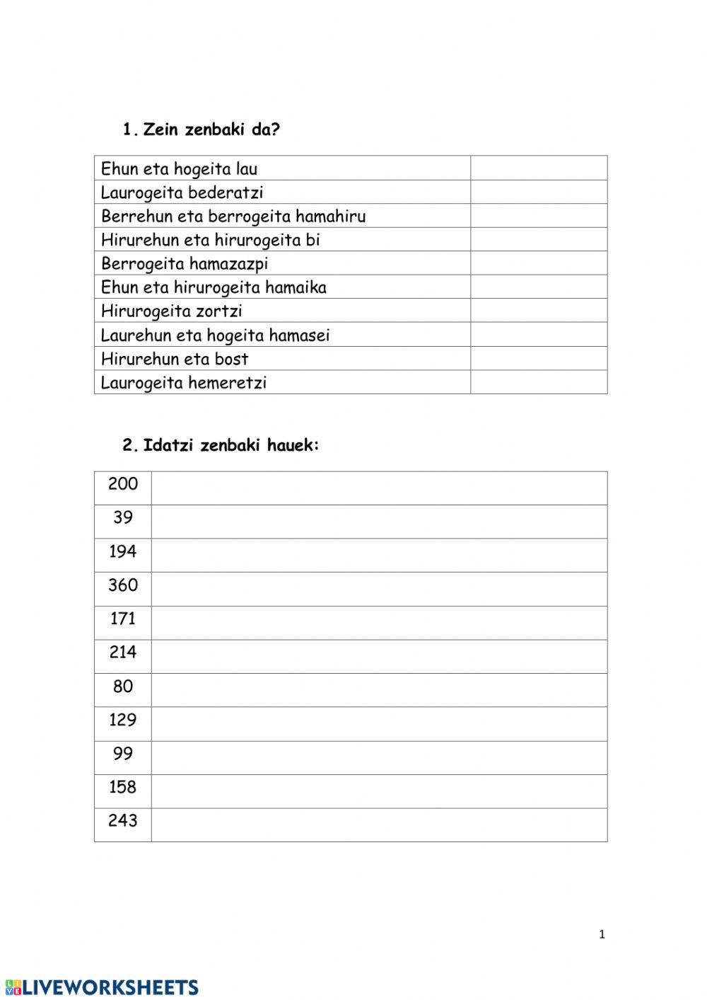 1. Zein zenbaki da?
Ehun eta hogeita lau
Laurogeita bederatzi
Berrehun eta berrogeita hamahiru
Hirurehun eta hirurogeita bi
Berrogeita hamazazpi
Ehun eta hirurogeita hamaika
Hirurogeita zortzi
Laurehun eta hogeita hamasei
Hirurehun eta bost
Laurogeita hemeretzi
2. Idatzi zenbaki hauek:
200
39
194
360
171
214
80
129
99
158
243
1
LIVEWORKSHEETS